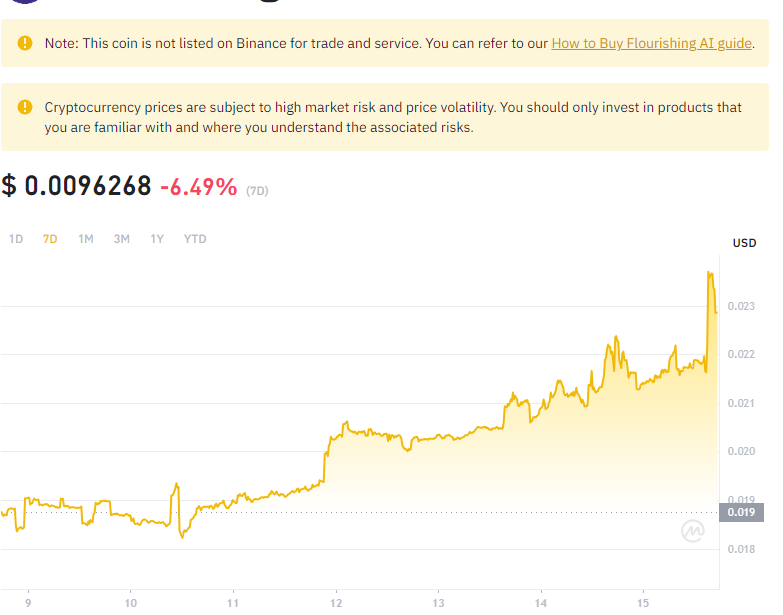 Note: This coin is not listed on Binance for trade and service. You can refer to our How to Buy Flourishing AI guide.
Cryptocurrency prices are subject to high market risk and price volatility. You should only invest in products that
you are familiar with and where you understand the associated risks.
$ 0.0096268 -6.49% (7D)
1D 7D 1M 3M 1Y YTD
USD
0.023
0.022
0.021
0.020
0.019
0.019
0.018
9 10 11 12 13 14 15